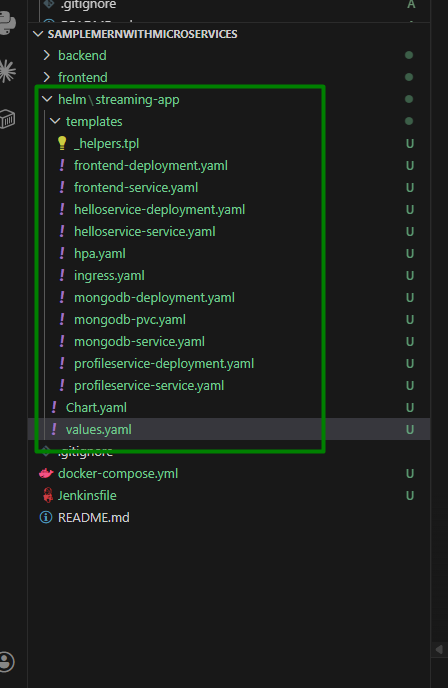 .gitignore A
SAMPLEMERNWITHMICROSERVICES
backend
frontend
helm\streaming-app
templates
_helpers.tpl U
frontend-deployment.yaml U
frontend-service.yaml U
helloservice-deployment.yaml U
helloservice-service.yaml U
hpa.yaml U
ingress.yaml U
mongodb-deployment.yaml U
mongodb-pvc.yaml U
mongodb-service.yaml U
profileservice-deployment.yaml U
profileservice-service.yaml U
Chart.yaml U
values.yaml U
.gitignore
docker-compose.yml U
Jenkinsfile U
README.md